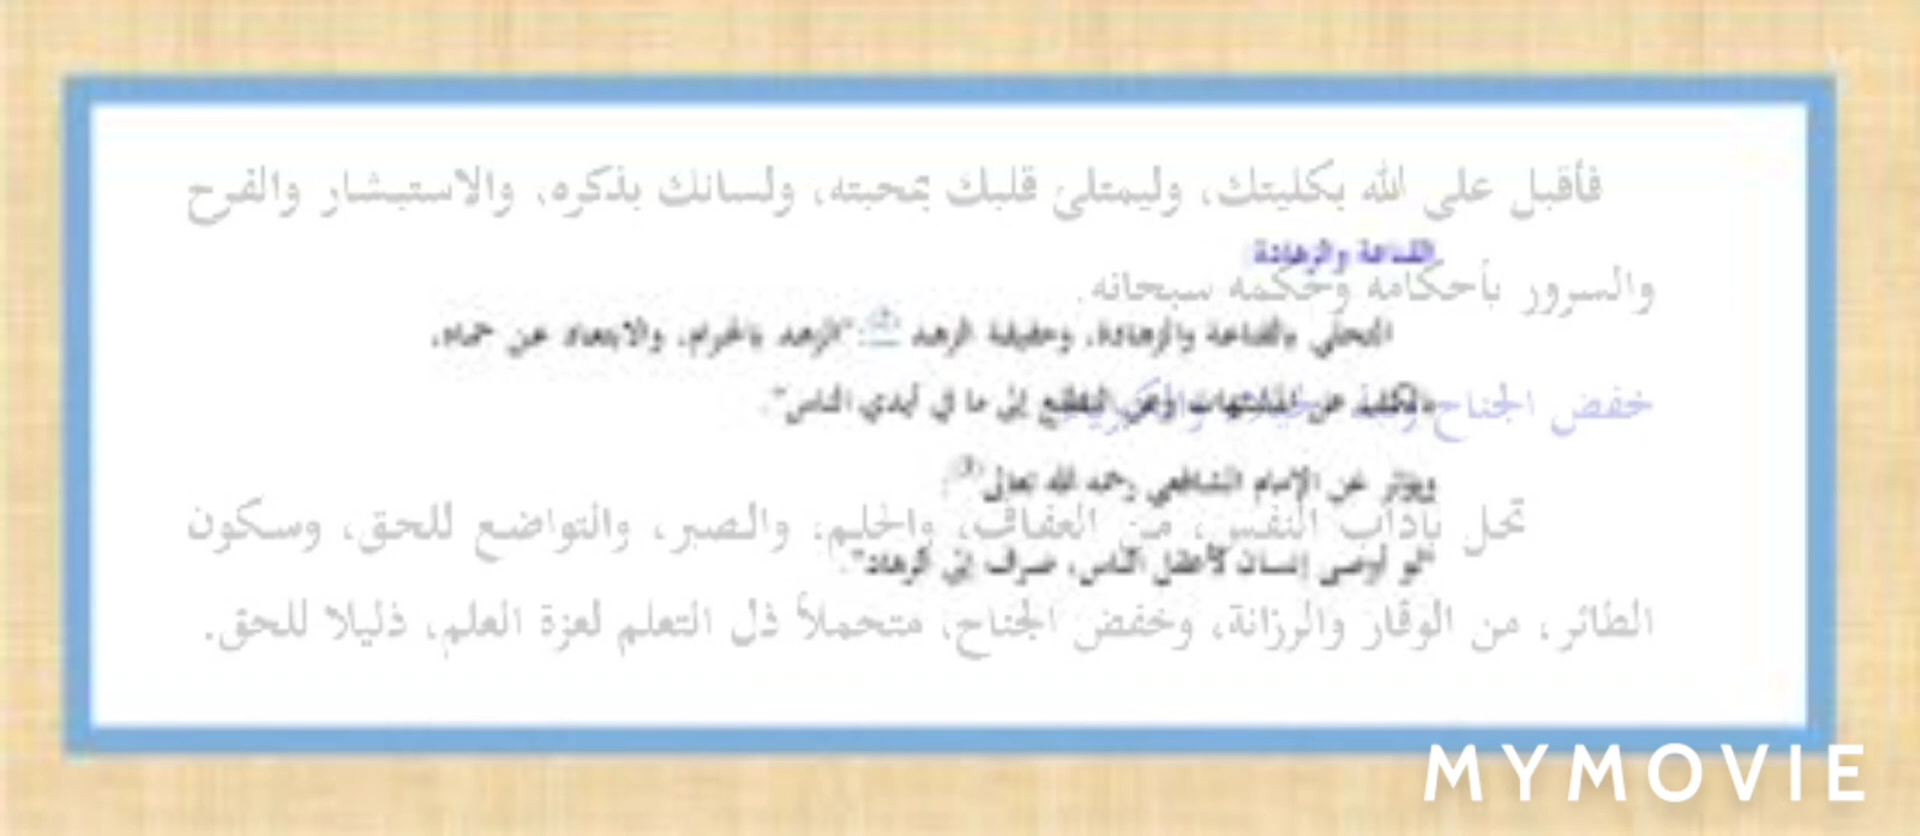 فأقبل على الله بكليتك، وليمتلئ قلبك بمحبته، ولسانك بذكره، والاستبشار والفرح
القناعة والزهادة
والسرور بأحكامه وحكمه سبحانه.
التحلي بالقناعة والزهادة، وحقيقة الزهد "الزهد بالحرام، والابتعاد عن حماه،
خفض الجناح
بالكف عن المشتبهات وعن التطلع إلى ما في أيدي الناس".
ويؤثر عن الإمام الشافعي رحمه الله تعالى
تحل بآداب النفس، من العفاف، والحلم، والصبر، والتواضع للحق، وسكون
"لو أوصى إنسان لأعقل الناس، صرف إلى الزهاد".
الطائر، من الوقار والرزانة، وخفض الجناح، متحملاً ذل التعلم لعزة العلم، ذليلا للحق.
MYMOVIE